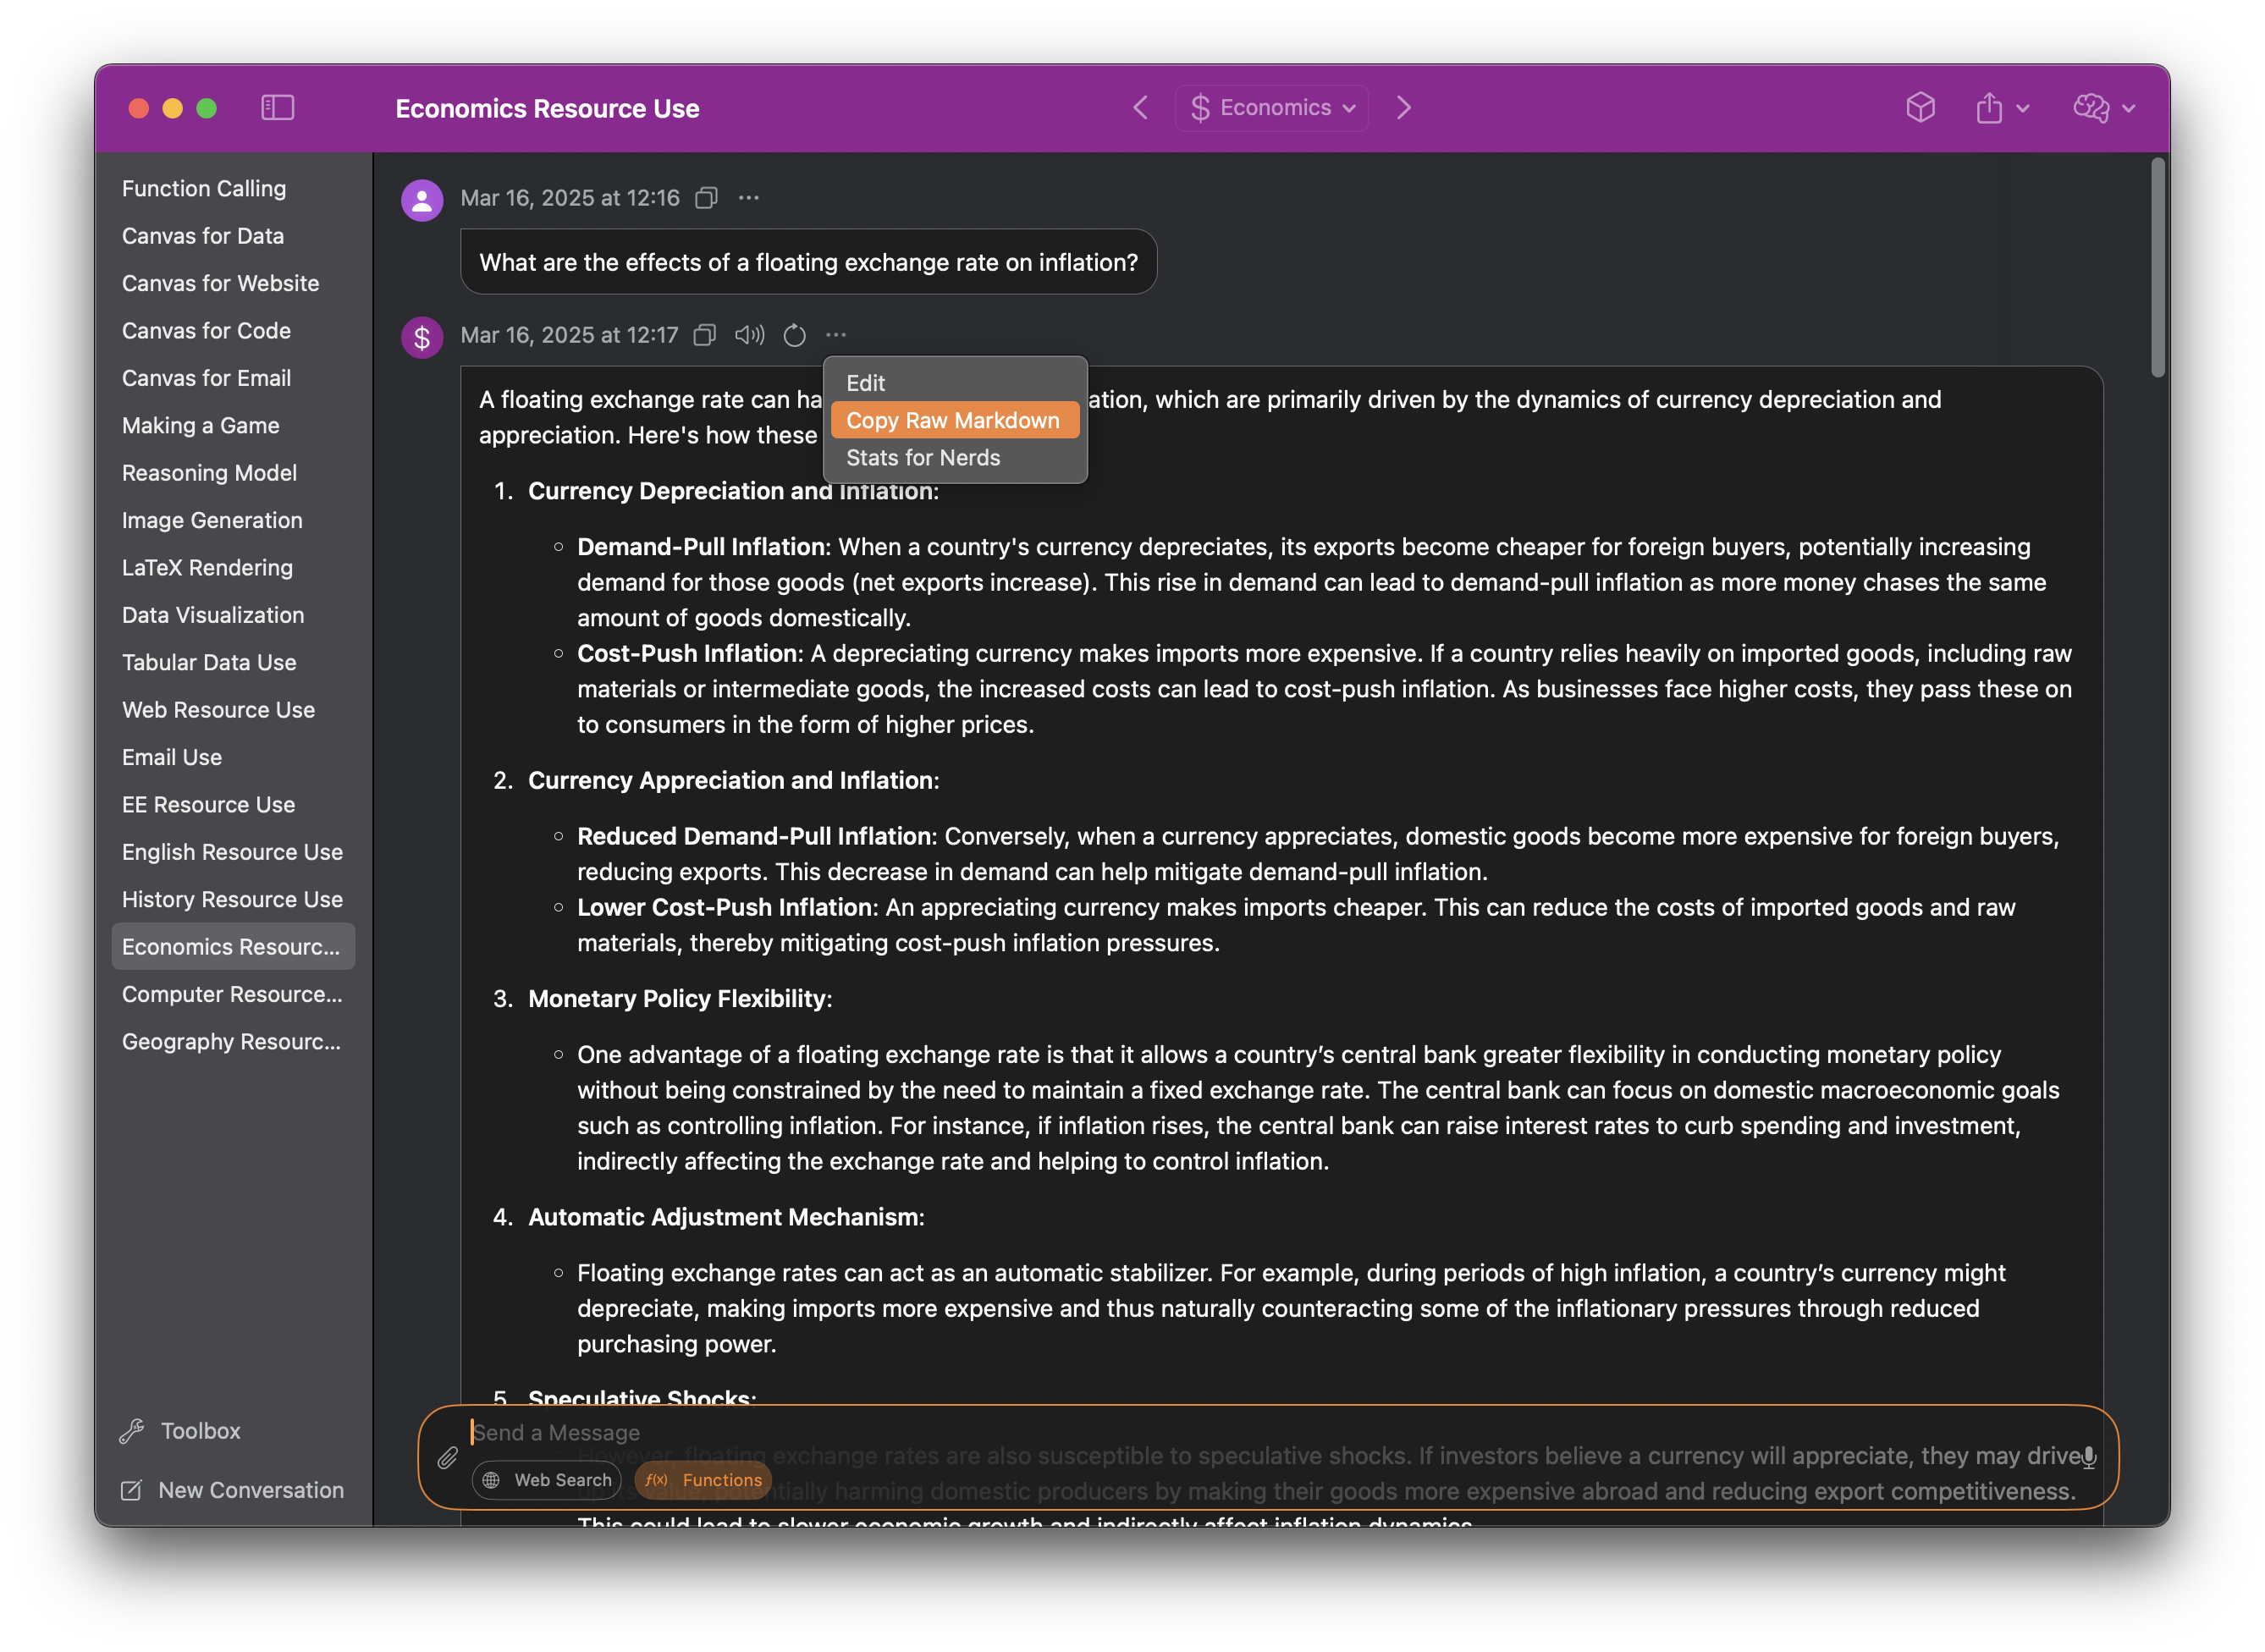 Economics Resource Use
$ Economics
Function Calling
Canvas for Data
Canvas for Website
Canvas for Code
Canvas for Email
Making a Game
Reasoning Model
Image Generation
LaTeX Rendering
Data Visualization
Tabular Data Use
Web Resource Use
Email Use
EE Resource Use
English Resource Use
History Resource Use
Economics Resourc...
Computer Resource...
Geography Resourc...
Toolbox
New Conversation
Mar 16, 2025 at 12:16
What are the effects of a floating exchange rate on inflation?
$
Mar 16, 2025 at 12:17
Edit
Copy Raw Markdown
Stats for Nerds
A floating exchange rate can ation, which are primarily driven by the dynamics of currency depreciation and
appreciation. Here's how these
1. Currency Depreciation and Inflation:
◦ Demand-Pull Inflation: When a country's currency depreciates, its exports become cheaper for foreign buyers, potentially increasing
demand for those goods (net exports increase). This rise in demand can lead to demand-pull inflation as more money chases the same
amount of goods domestically.
◦ Cost-Push Inflation: A depreciating currency makes imports more expensive. If a country relies heavily on imported goods, including raw
materials or intermediate goods, the increased costs can lead to cost-push inflation. As businesses face higher costs, they pass these on
to consumers in the form of higher prices.
2. Currency Appreciation and Inflation:
◦ Reduced Demand-Pull Inflation: Conversely, when a currency appreciates, domestic goods become more expensive for foreign buyers,
reducing exports. This decrease in demand can help mitigate demand-pull inflation.
◦ Lower Cost-Push Inflation: An appreciating currency makes imports cheaper. This can reduce the costs of imported goods and raw
materials, thereby mitigating cost-push inflation pressures.
3. Monetary Policy Flexibility:
◦ One advantage of a floating exchange rate is that it allows a country’s central bank greater flexibility in conducting monetary policy
without being constrained by the need to maintain a fixed exchange rate. The central bank can focus on domestic macroeconomic goals
such as controlling inflation. For instance, if inflation rises, the central bank can raise interest rates to curb spending and investment,
indirectly affecting the exchange rate and helping to control inflation.
4. Automatic Adjustment Mechanism:
◦ Floating exchange rates can act as an automatic stabilizer. For example, during periods of high inflation, a country’s currency might
depreciate, making imports more expensive and thus naturally counteracting some of the inflationary pressures through reduced
purchasing power.
5. Speculative Shocks:
Send a Message
However, floating exchange rates are also susceptible to speculative shocks. If investors believe a currency will appreciate, they may drive
Web Search
f(x) Functions
up its value, potentially harming domestic producers by making their goods more expensive abroad and reducing export competitiveness.
This could lead to slower economic growth and indirectly affect inflation dynamics.